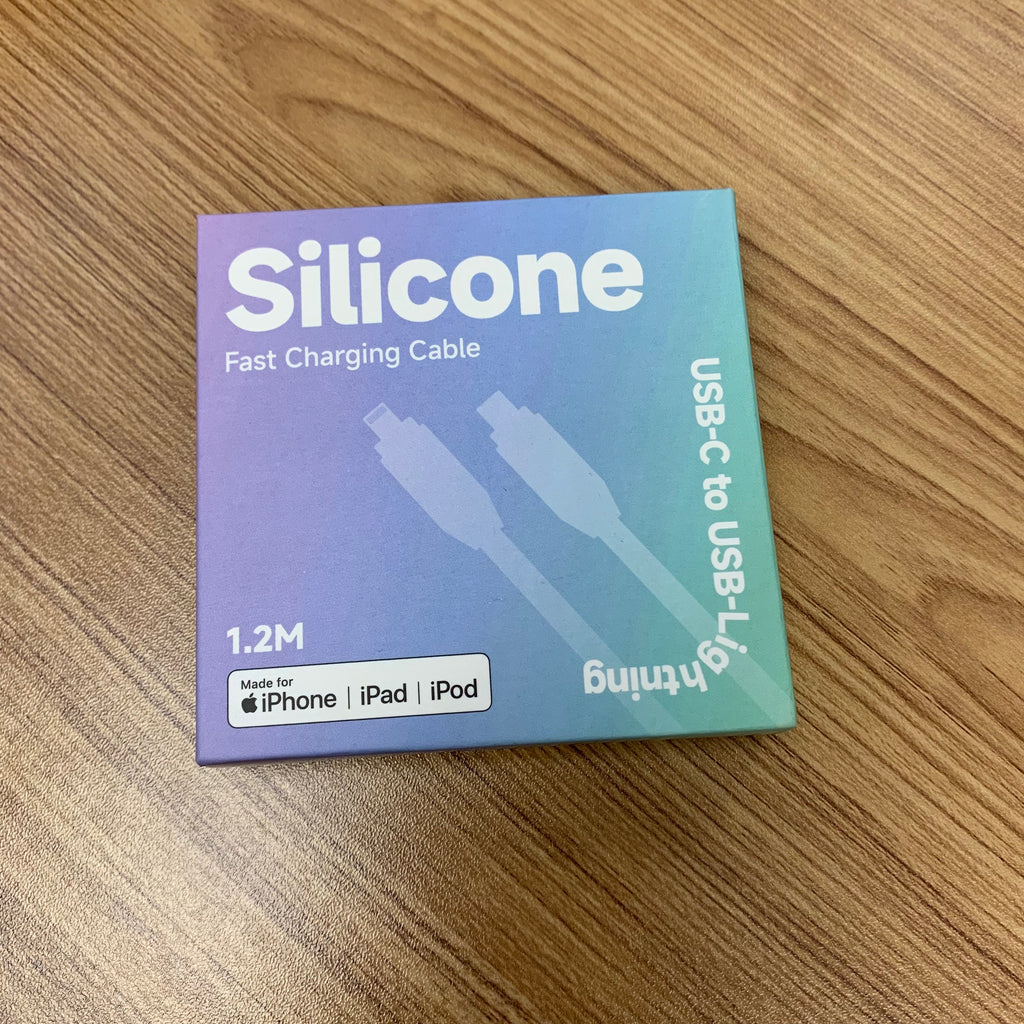 Silicone
Fast Charging Cable
USB-C to USB-Lightning
1.2M
Made for
iPhone | iPad | iPod